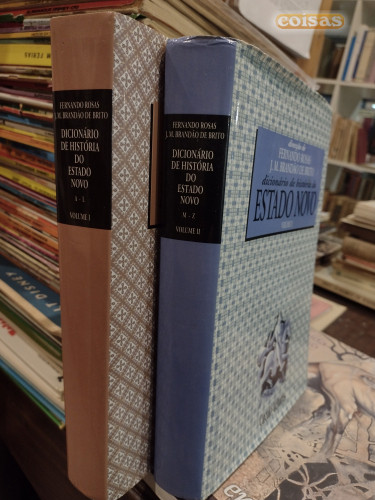 coisas
FERNANDO ROSAS
J. M. BRANDÃO DE BRITO
DICIONÁRIO
DE HISTÓRIA
DO
ESTADO
NOVO
A - L
VOLUME I
FERNANDO ROSAS
J. M. BRANDÃO DE BRITO
DICIONÁRIO
DE HISTÓRIA
DO
ESTADO
NOVO
M - Z
VOLUME II
direcção de
FERNANDO ROSAS
J. M. BRANDÃO DE BRITO
dicionário de história do
ESTADO NOVO
DISNEY